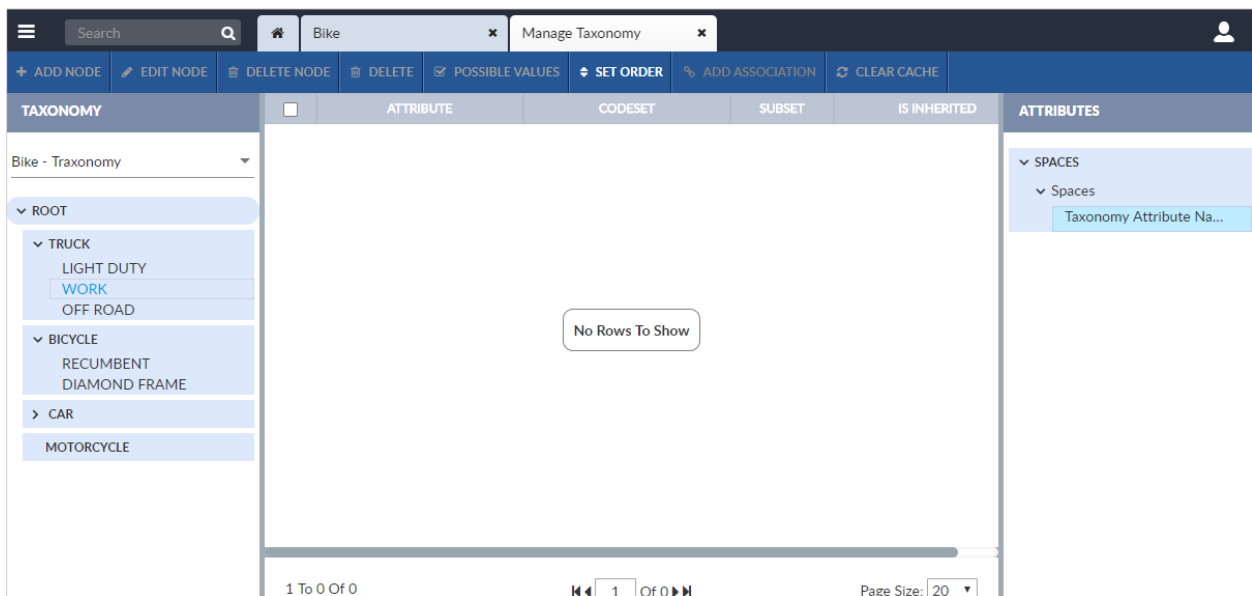 Search
Bike
Manage Taxonomy
ADD NODE
EDIT NODE
DELETE NODE
DELETE
POSSIBLE VALUES
SET ORDER
ADD ASSOCIATION
CLEAR CACHE
TAXONOMY
ATTRIBUTE
CODESET
SUBSET
IS INHERITED
ATTRIBUTES
Bike - Traxonomy
ROOT
TRUCK
LIGHT DUTY
WORK
OFF ROAD
BICYCLE
RECUMBENT
DIAMOND FRAME
CAR
MOTORCYCLE
No Rows To Show
SPACES
Spaces
Taxonomy Attribute Na...
1 To 0 Of 0
1 Of 0
Page Size: 20